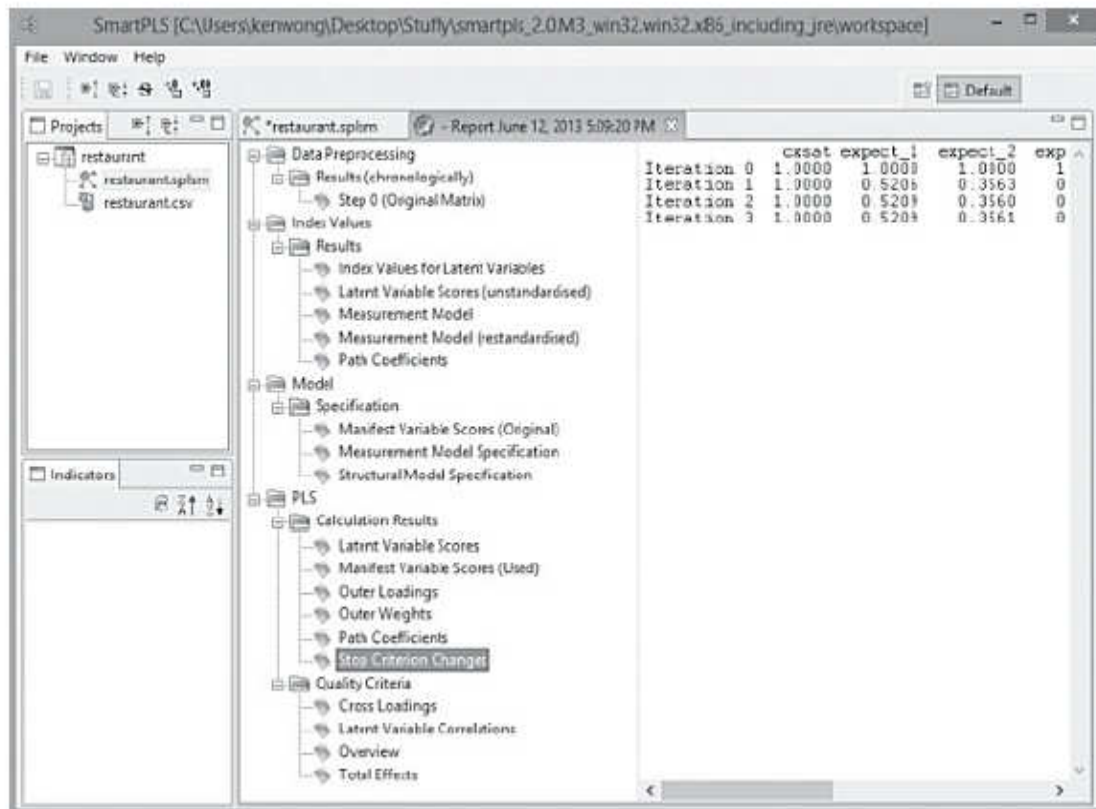 SmartPLS [C:\Users\kenwong\Desktop\Stuffy\smartpls_2.0.M3_win32.win32.x86_including_jre\workspace]
File Window Help
Default
Projects
restaurant
restaurant.splsm
restaurant.csv
Indicators
*restaurant.splsm
- Report June 12, 2013 5:09:20 PM
Data Preprocessing
Results (chronologically)
Step 0 (Original Matrix)
Index Values
Results
Index Values for Latent Variables
Latent Variable Scores (unstandardised)
Measurement Model
Measurement Model (restandardised)
Path Coefficients
Model
Specification
Manifest Variable Scores (Original)
Measurement Model Specification
Structural Model Specification
PLS
Calculation Results
Latent Variable Scores
Manifest Variable Scores (Used)
Outer Loadings
Outer Weights
Path Coefficients
Stop Criterion Changes
Quality Criteria
Cross Loadings
Latent Variable Correlations
Overview
Total Effects
cxsat expect_1 expect_2 exp
Iteration 0 1.0000 1.0000 1.0000 1
Iteration 1 1.0000 0.5206 0.3563 0
Iteration 2 1.0000 0.5209 0.3560 0
Iteration 3 1.0000 0.5209 0.3561 0